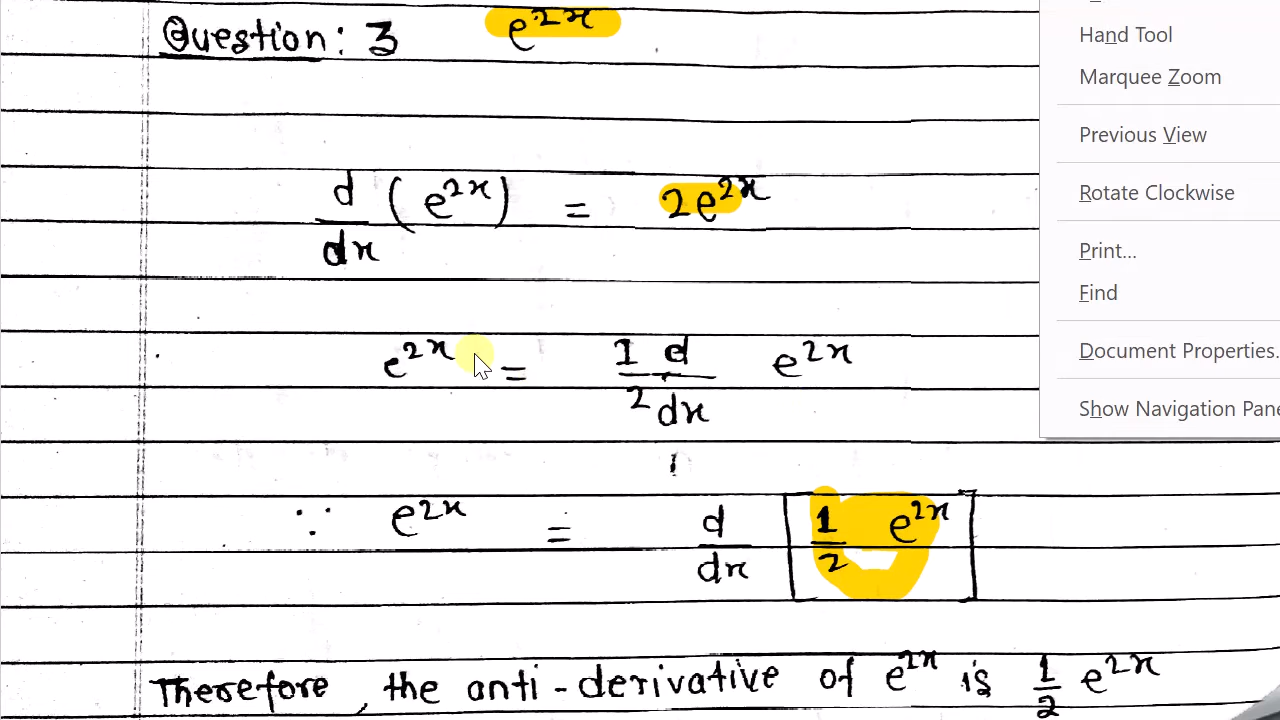 Question: 3 e^2x
d/dx (e^2x) = 2e^2x
e^2x = 1/2 d/dx e^2x
∵ e^2x = d/dx [1/2 e^2x]
Therefore, the anti-derivative of e^2x is 1/2 e^2x
Hand Tool
Marquee Zoom
Previous View
Rotate Clockwise
Print...
Find
Document Properties.
Show Navigation Pane